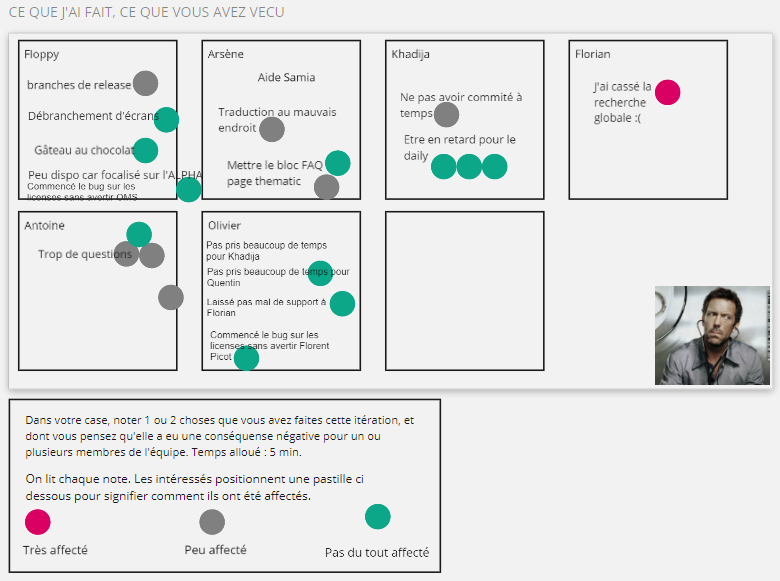 CE QUE J'AI FAIT, CE QUE VOUS AVEZ VECU
Floppy
branches de release
Débranchement d'écrans
Gâteau au chocolat
Peu dispo car focalisé sur l'ALPHA
Commencé le bug sur les
licenses sans avertir OMS
Arsène
Aide Samia
Traduction au mauvais
endroit
Mettre le bloc FAQ
page thematic
Khadija
Ne pas avoir commité à
temps
Etre en retard pour le
daily
Florian
J'ai cassé la
recherche
globale :(
Antoine
Trop de questions
Olivier
Pas pris beaucoup de temps
pour Khadija
Pas pris beaucoup de temps pour
Quentin
Laissé pas mal de support à
Florian
Commencé le bug sur les
licenses sans avertir Florent
Picot
Dans votre case, noter 1 ou 2 choses que vous avez faites cette itération, et
dont vous pensez qu'elle a eu une conséquense négative pour un ou
plusieurs membres de l'équipe. Temps alloué : 5 min.
On lit chaque note. Les intéressés positionnent une pastille ci
dessous pour signifier comment ils ont été affectés.
Très affecté
Peu affecté
Pas du tout affecté